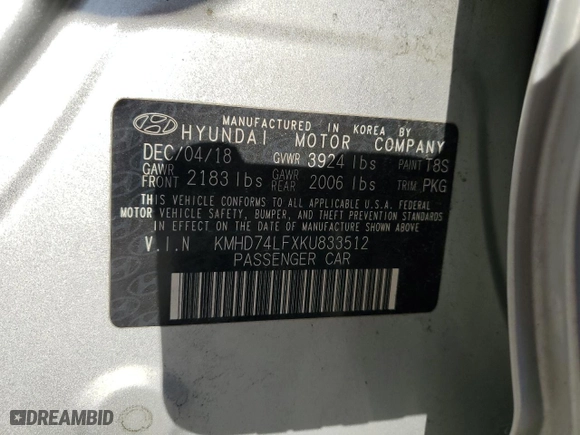 MANUFACTURED IN KOREA BY
HYUNDAI MOTOR COMPANY
DEC/04/18 GVWR 3924 lbs PAINT T8S
GAWR FRONT 2183 lbs GAWR REAR 2006 lbs TRIM PKG
THIS VEHICLE CONFORMS TO ALL APPLICABLE U.S.A. FEDERAL
MOTOR VEHICLE SAFETY, BUMPER, AND THEFT PREVENTION STANDARDS
IN EFFECT ON THE DATE OF MANUFACTURE SHOWN ABOVE
V.I.N KMHD74LFXKU833512
PASSENGER CAR
DREAMBID